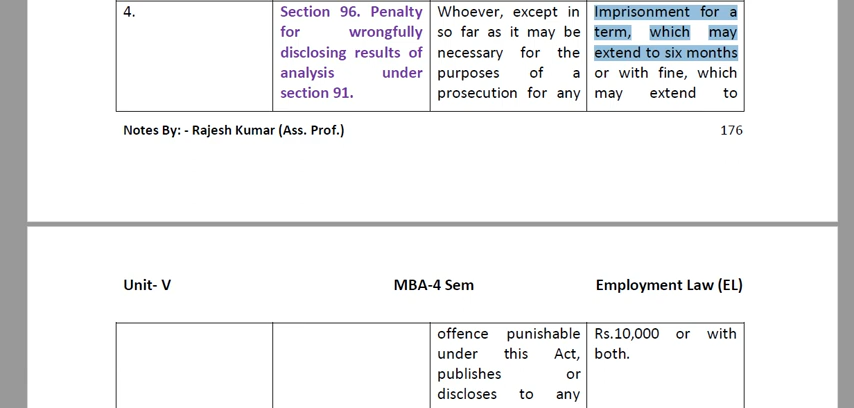 4.
Section 96. Penalty
for wrongfully
disclosing results of
analysis under
section 91.
Whoever, except in
so far as it may be
necessary for the
purposes of a
prosecution for any
Imprisonment for a
term, which may
extend to six months
or with fine, which
may extend to
Notes By: - Rajesh Kumar (Ass. Prof.) 176
Unit- V MBA-4 Sem Employment Law (EL)
offence punishable
under this Act,
publishes or
discloses to any
Rs.10,000 or with
both.